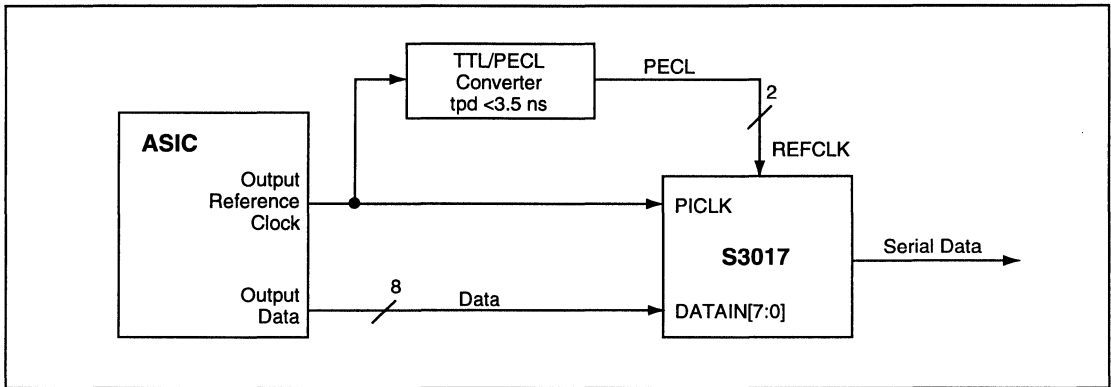 TTL/PECL
Converter
tpd <3.5 ns
PECL
2
REFCLK
ASIC
Output
Reference
Clock
PICLK
S3017
Serial Data
Output
Data
8
Data
DATAIN[7:0]